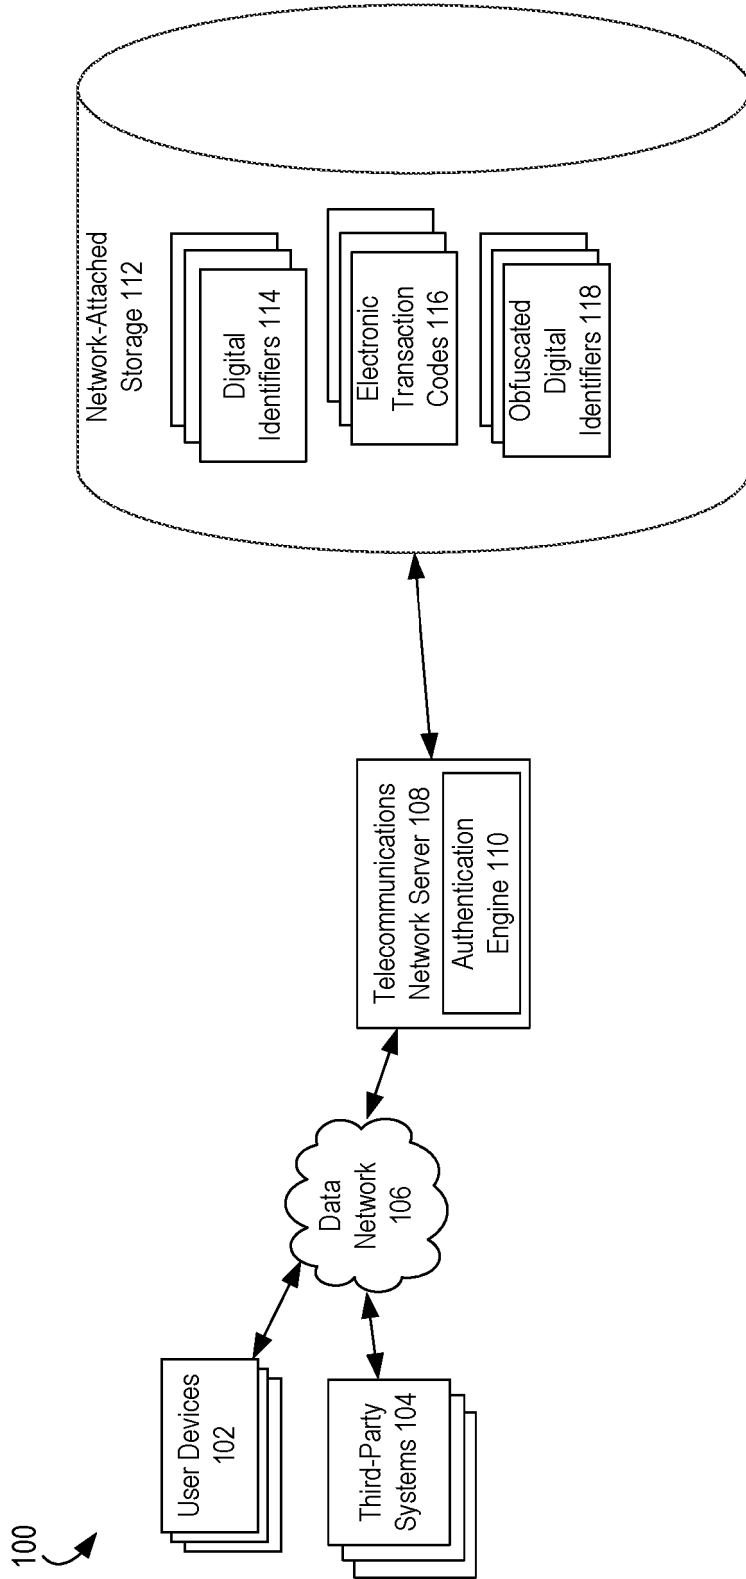 100
User Devices
102
Third-Party
Systems 104
Data
Network
106
Telecommunications
Network Server 108
Authentication
Engine 110
Network-Attached
Storage 112
Digital
Identifiers 114
Electronic
Transaction
Codes 116
Obfuscated
Digital
Identifiers 118